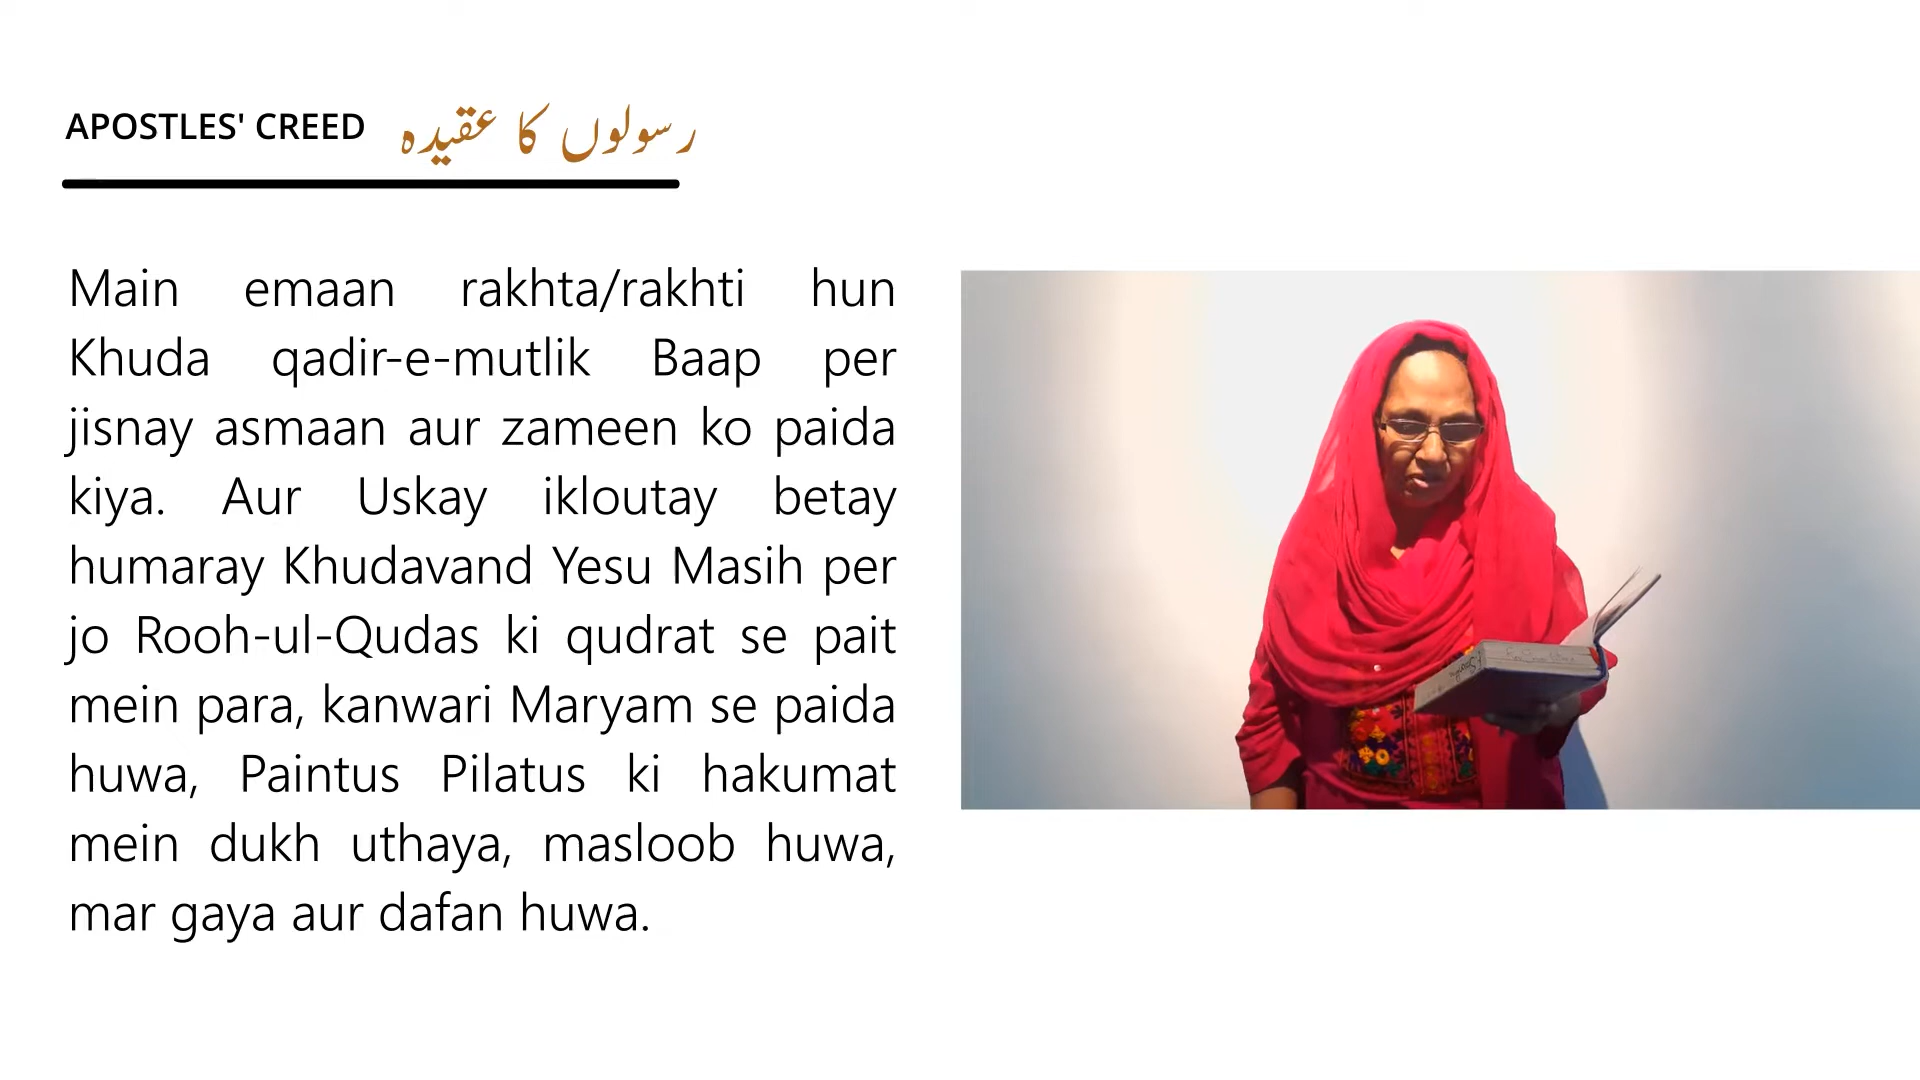 APOSTLES' CREED رسولوں کا عقیدہ
Main emaan rakhta/rakhti hun
Khuda qadir-e-mutlik Baap per
jisnay asmaan aur zameen ko paida
kiya. Aur Uskay ikloutay betay
humaray Khudavand Yesu Masih per
jo Rooh-ul-Qudas ki qudrat se pait
mein para, kanwari Maryam se paida
huwa, Paintus Pilatus ki hakumat
mein dukh uthaya, masloob huwa,
mar gaya aur dafan huwa.